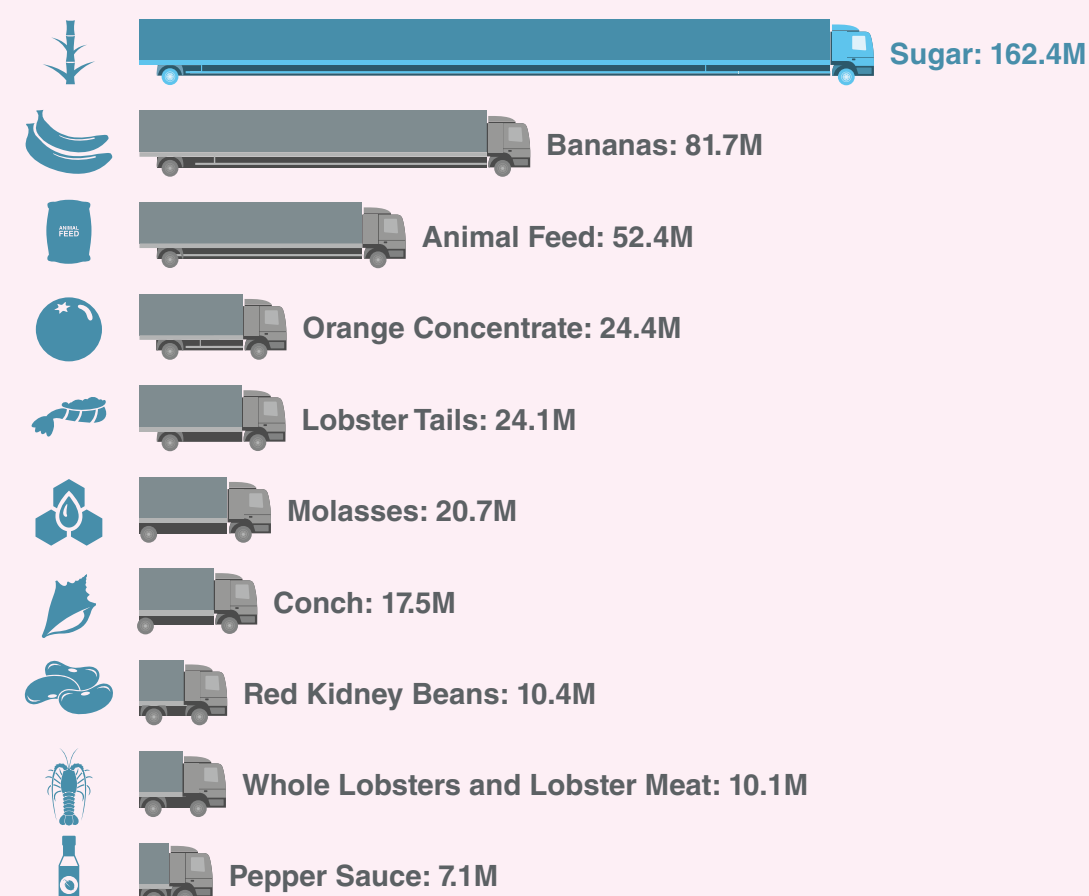 Sugar: 162.4M
Bananas: 81.7M
ANIMAL
FEED
Animal Feed: 52.4M
Orange Concentrate: 24.4M
Lobster Tails: 24.1M
Molasses: 20.7M
Conch: 17.5M
Red Kidney Beans: 10.4M
Whole Lobsters and Lobster Meat: 10.1M
Pepper Sauce: 7.1M